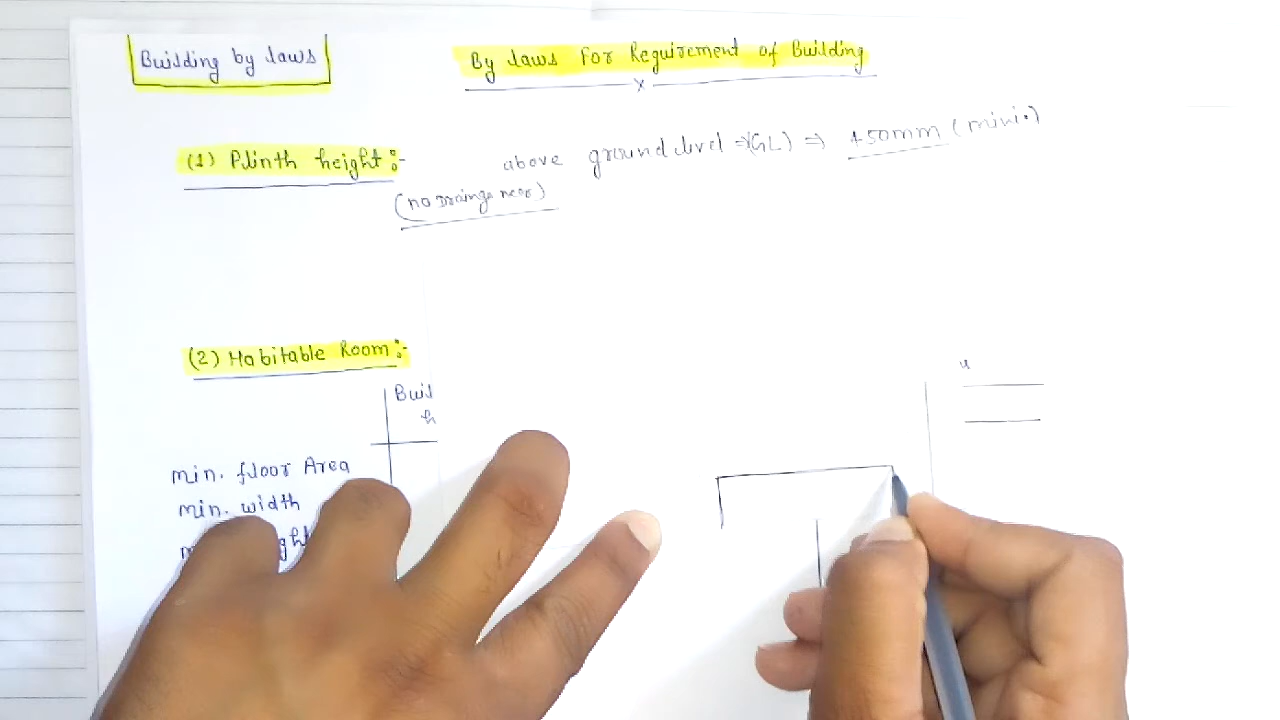 Building by laws
By laws For Requirement of Building
(1) Plinth height:-
above ground level ⇒(GL) ⇒ 450mm (mini.)
(no Drainage near)
(2) Habitable Room:-
min. floor Area
min. width